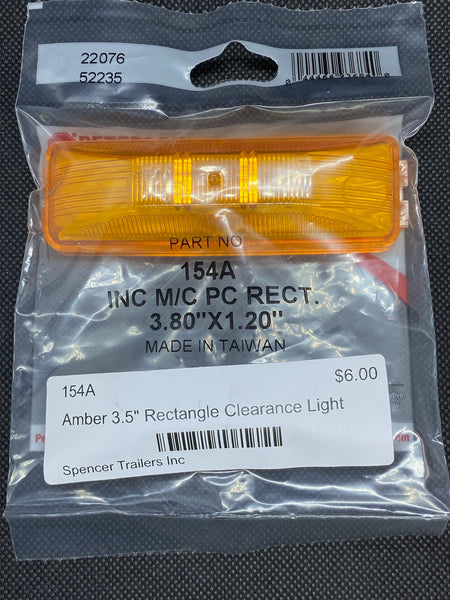 22076
52235
PART NO
154A
INC M/C PC RECT.
3.80"X1.20"
MADE IN TAIWAN
154A
$6.00
Amber 3.5" Rectangle Clearance Light
Spencer Trailers Inc